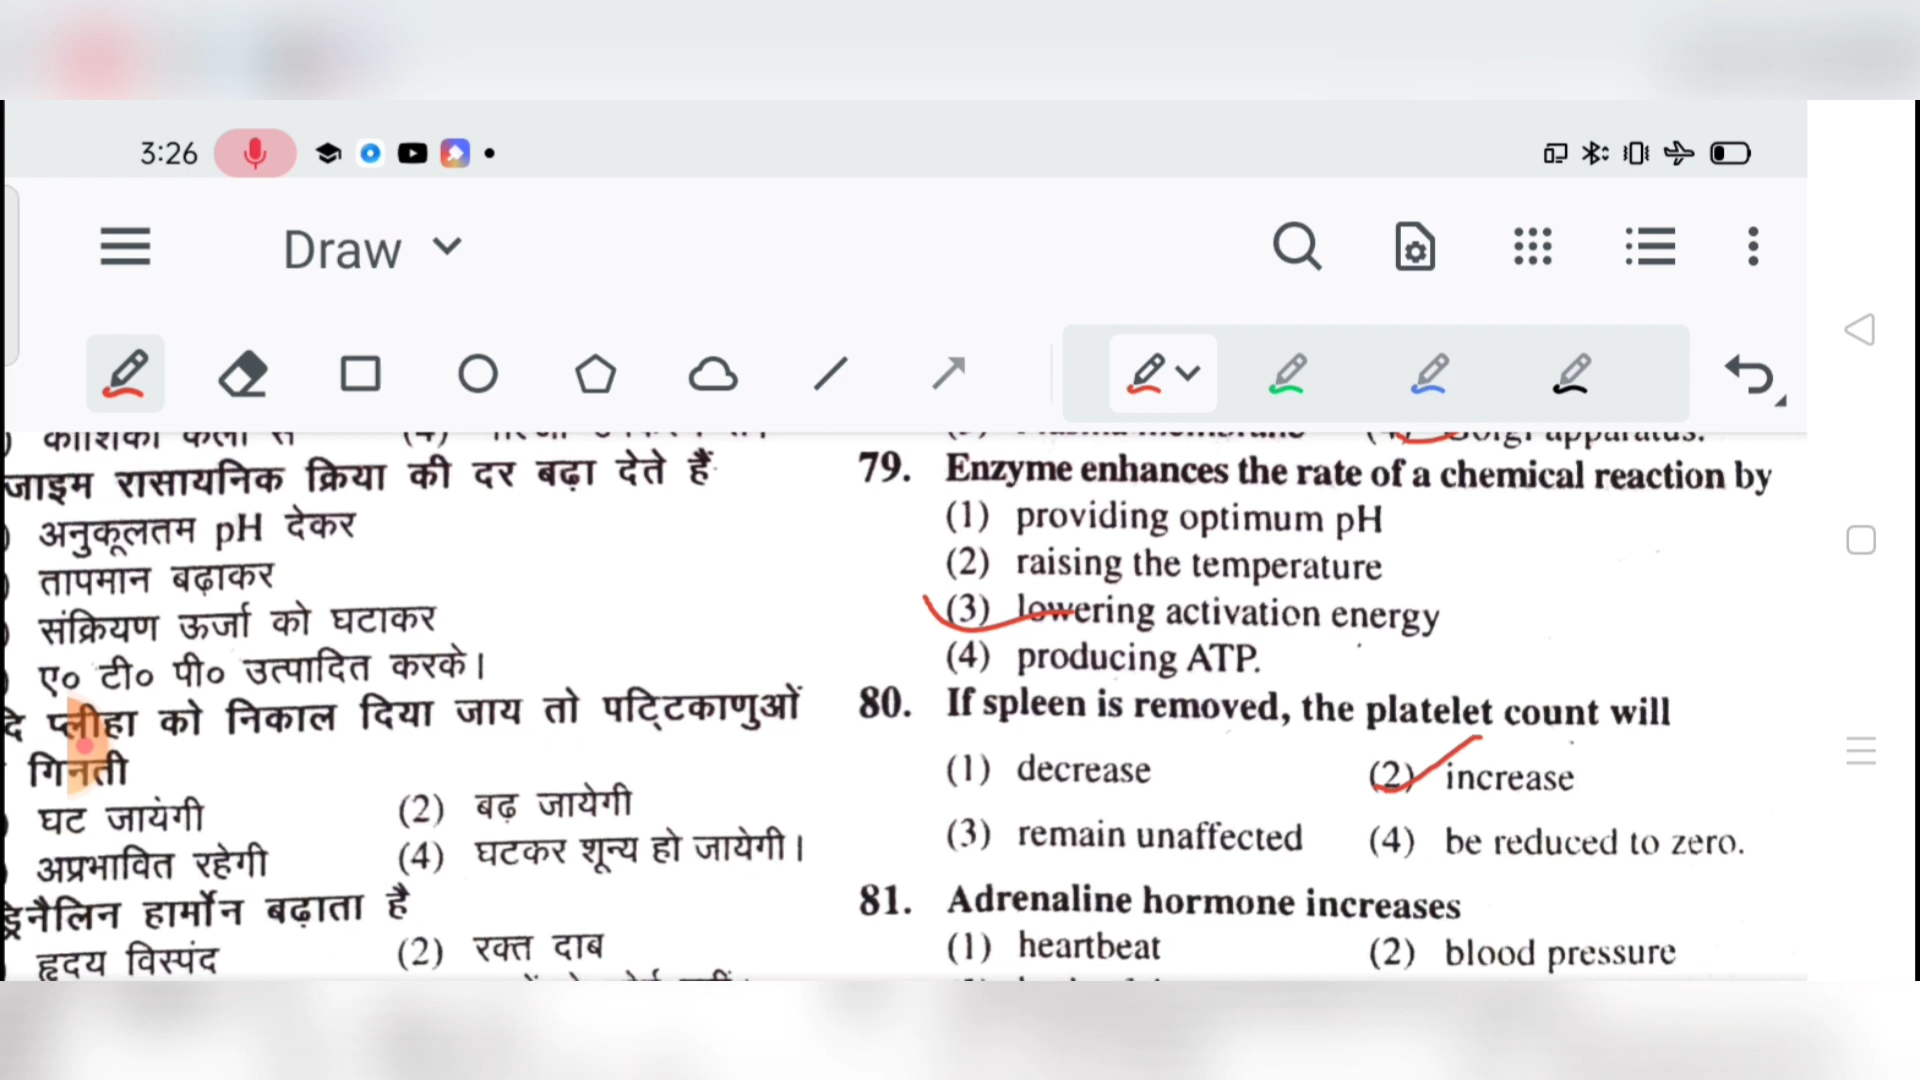 3:26
Draw
79. Enzyme enhances the rate of a chemical reaction by
(1) providing optimum pH
(2) raising the temperature
(3) lowering activation energy
(4) producing ATP.
80. If spleen is removed, the platelet count will
(1) decrease (2) increase
(3) remain unaffected (4) be reduced to zero.
81. Adrenaline hormone increases
(1) heartbeat (2) blood pressure
रासायनिक क्रिया की दर बढ़ा देते हैं
अनुकूलतम pH देकर
तापमान बढ़ाकर
संक्रियण ऊर्जा को घटाकर
ए० टी० पी० उत्पादित करके।
प्लीहा को निकाल दिया जाय तो पट्टिकाणुओं
गिनती
घट जायंगी (2) बढ़ जायेगी
अप्रभावित रहेगी (4) घटकर शून्य हो जायेगी।
हार्मोन बढ़ाता है
हृदय विस्पंद (2) रक्त दाब